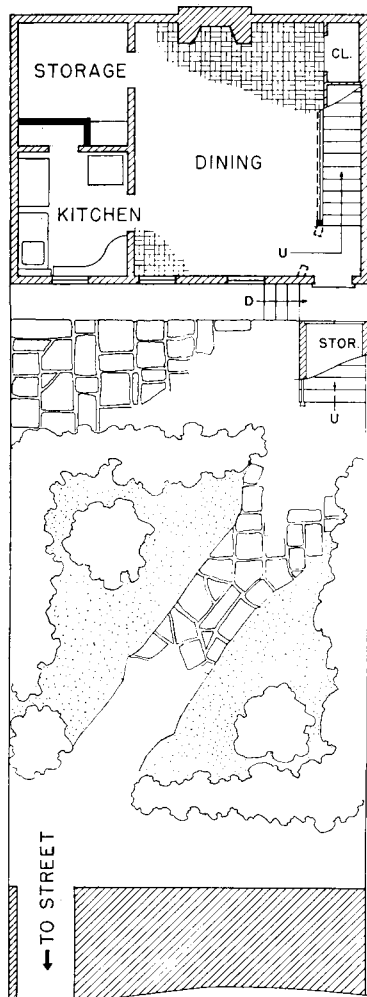 STORAGE
CL.
DINING
KITCHEN
U
D
STOR.
U
← TO STREET